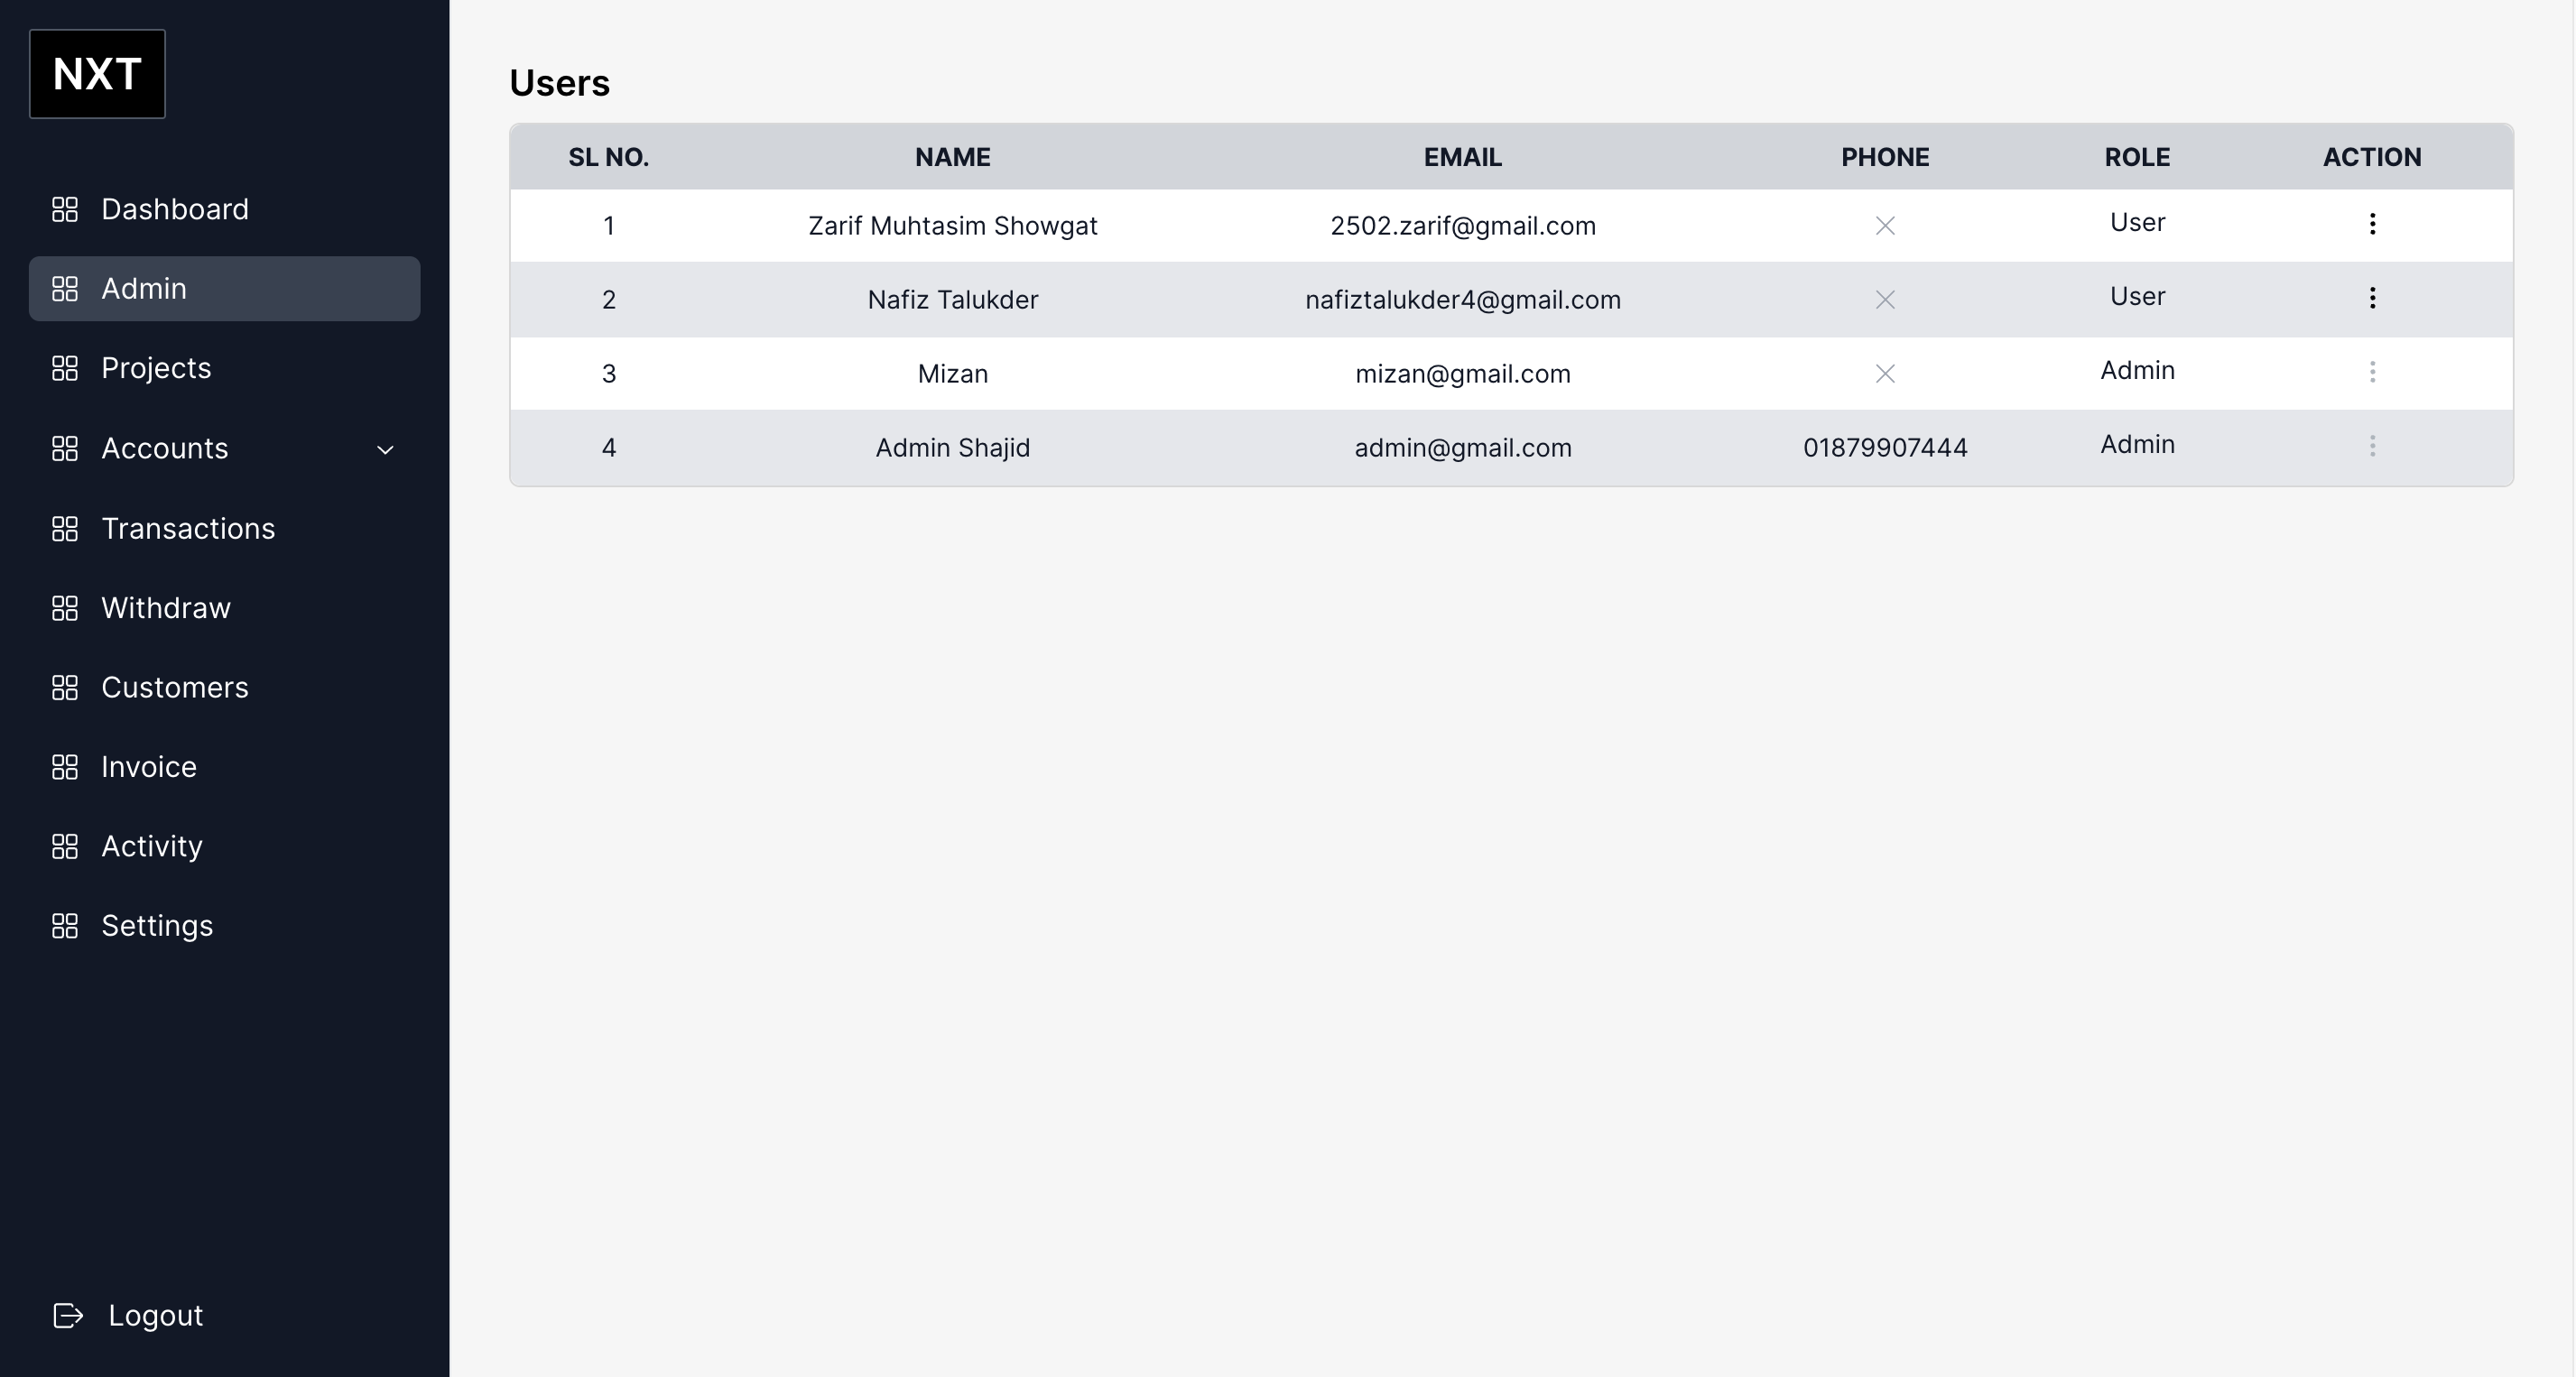 NXT
Dashboard
Admin
Projects
Accounts
Transactions
Withdraw
Customers
Invoice
Activity
Settings
Logout
Users
SL NO. NAME EMAIL PHONE ROLE ACTION
1 Zarif Muhtasim Showgat 2502.zarif@gmail.com User
2 Nafiz Talukder nafiztalukder4@gmail.com User
3 Mizan mizan@gmail.com Admin
4 Admin Shajid admin@gmail.com 01879907444 Admin